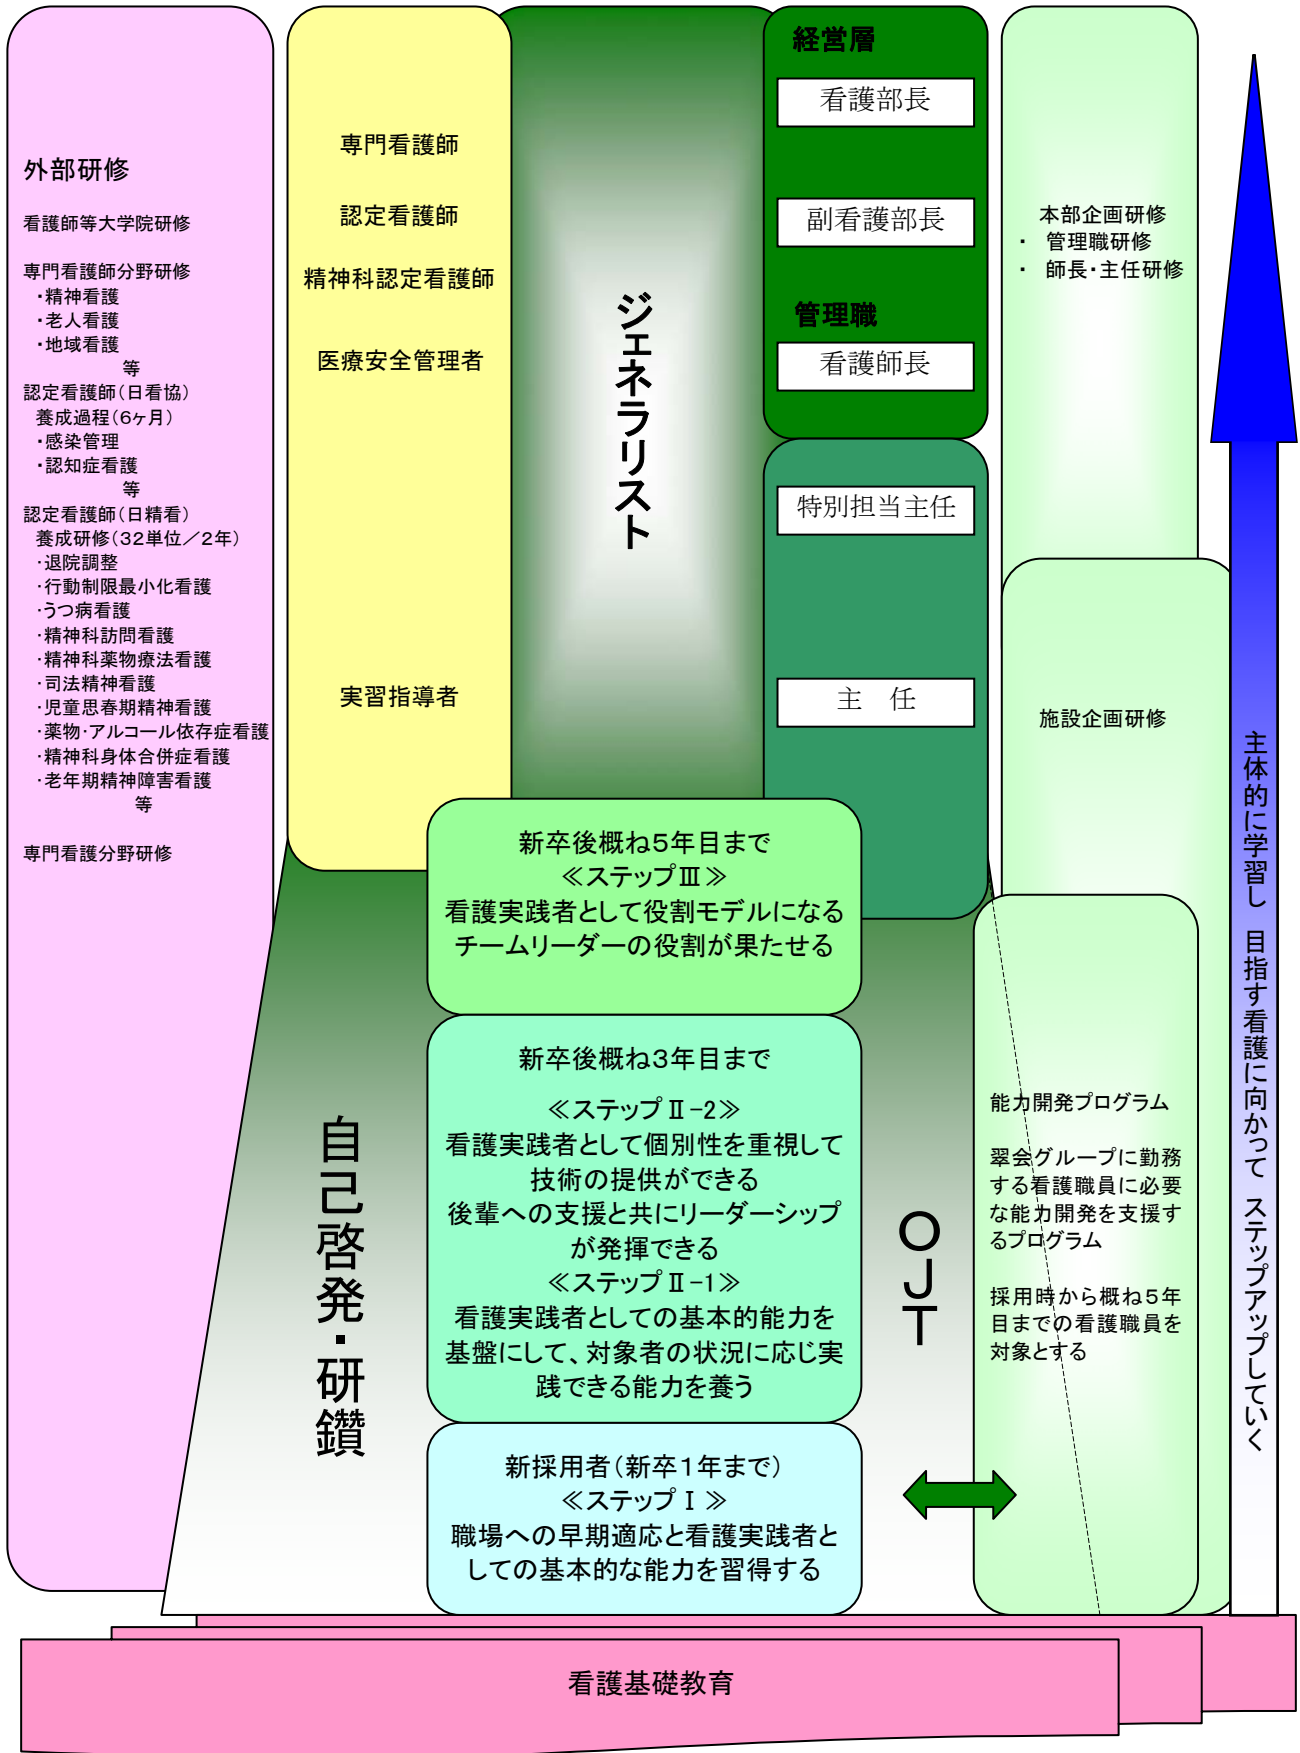 外部研修
看護師等大学院研修
専門看護師分野研修
・精神看護
・老人看護
・地域看護
等
認定看護師(日看協)
養成過程(6ヶ月)
・感染管理
・認知症看護
等
認定看護師(日精看)
養成研修(32単位／2年)
・退院調整
・行動制限最小化看護
・うつ病看護
・精神科訪問看護
・精神科薬物療法看護
・司法精神看護
・児童思春期精神看護
・薬物・アルコール依存症看護
・精神科身体合併症看護
・老年期精神障害看護
等
専門看護分野研修
専門看護師
認定看護師
精神科認定看護師
医療安全管理者
実習指導者
ジェネラリスト
経営層
看護部長
副看護部長
管理職
看護師長
特別担当主任
主　任
本部企画研修
・ 管理職研修
・ 師長・主任研修
施設企画研修
主体的に学習し 目指す看護に向かって ステップアップしていく
新卒後概ね5年目まで
≪ステップⅢ≫
看護実践者として役割モデルになる
チームリーダーの役割が果たせる
新卒後概ね3年目まで
≪ステップⅡ-2≫
看護実践者として個別性を重視して
技術の提供ができる
後輩への支援と共にリーダーシップ
が発揮できる
≪ステップⅡ-1≫
看護実践者としての基本的能力を
基盤にして、対象者の状況に応じ実
践できる能力を養う
新採用者(新卒1年まで)
≪ステップⅠ≫
職場への早期適応と看護実践者と
しての基本的な能力を習得する
自己啓発・研鑽
OJT
能力開発プログラム
翠会グループに勤務
する看護職員に必要
な能力開発を支援す
るプログラム
採用時から概ね5年
目までの看護職員を
対象とする
看護基礎教育